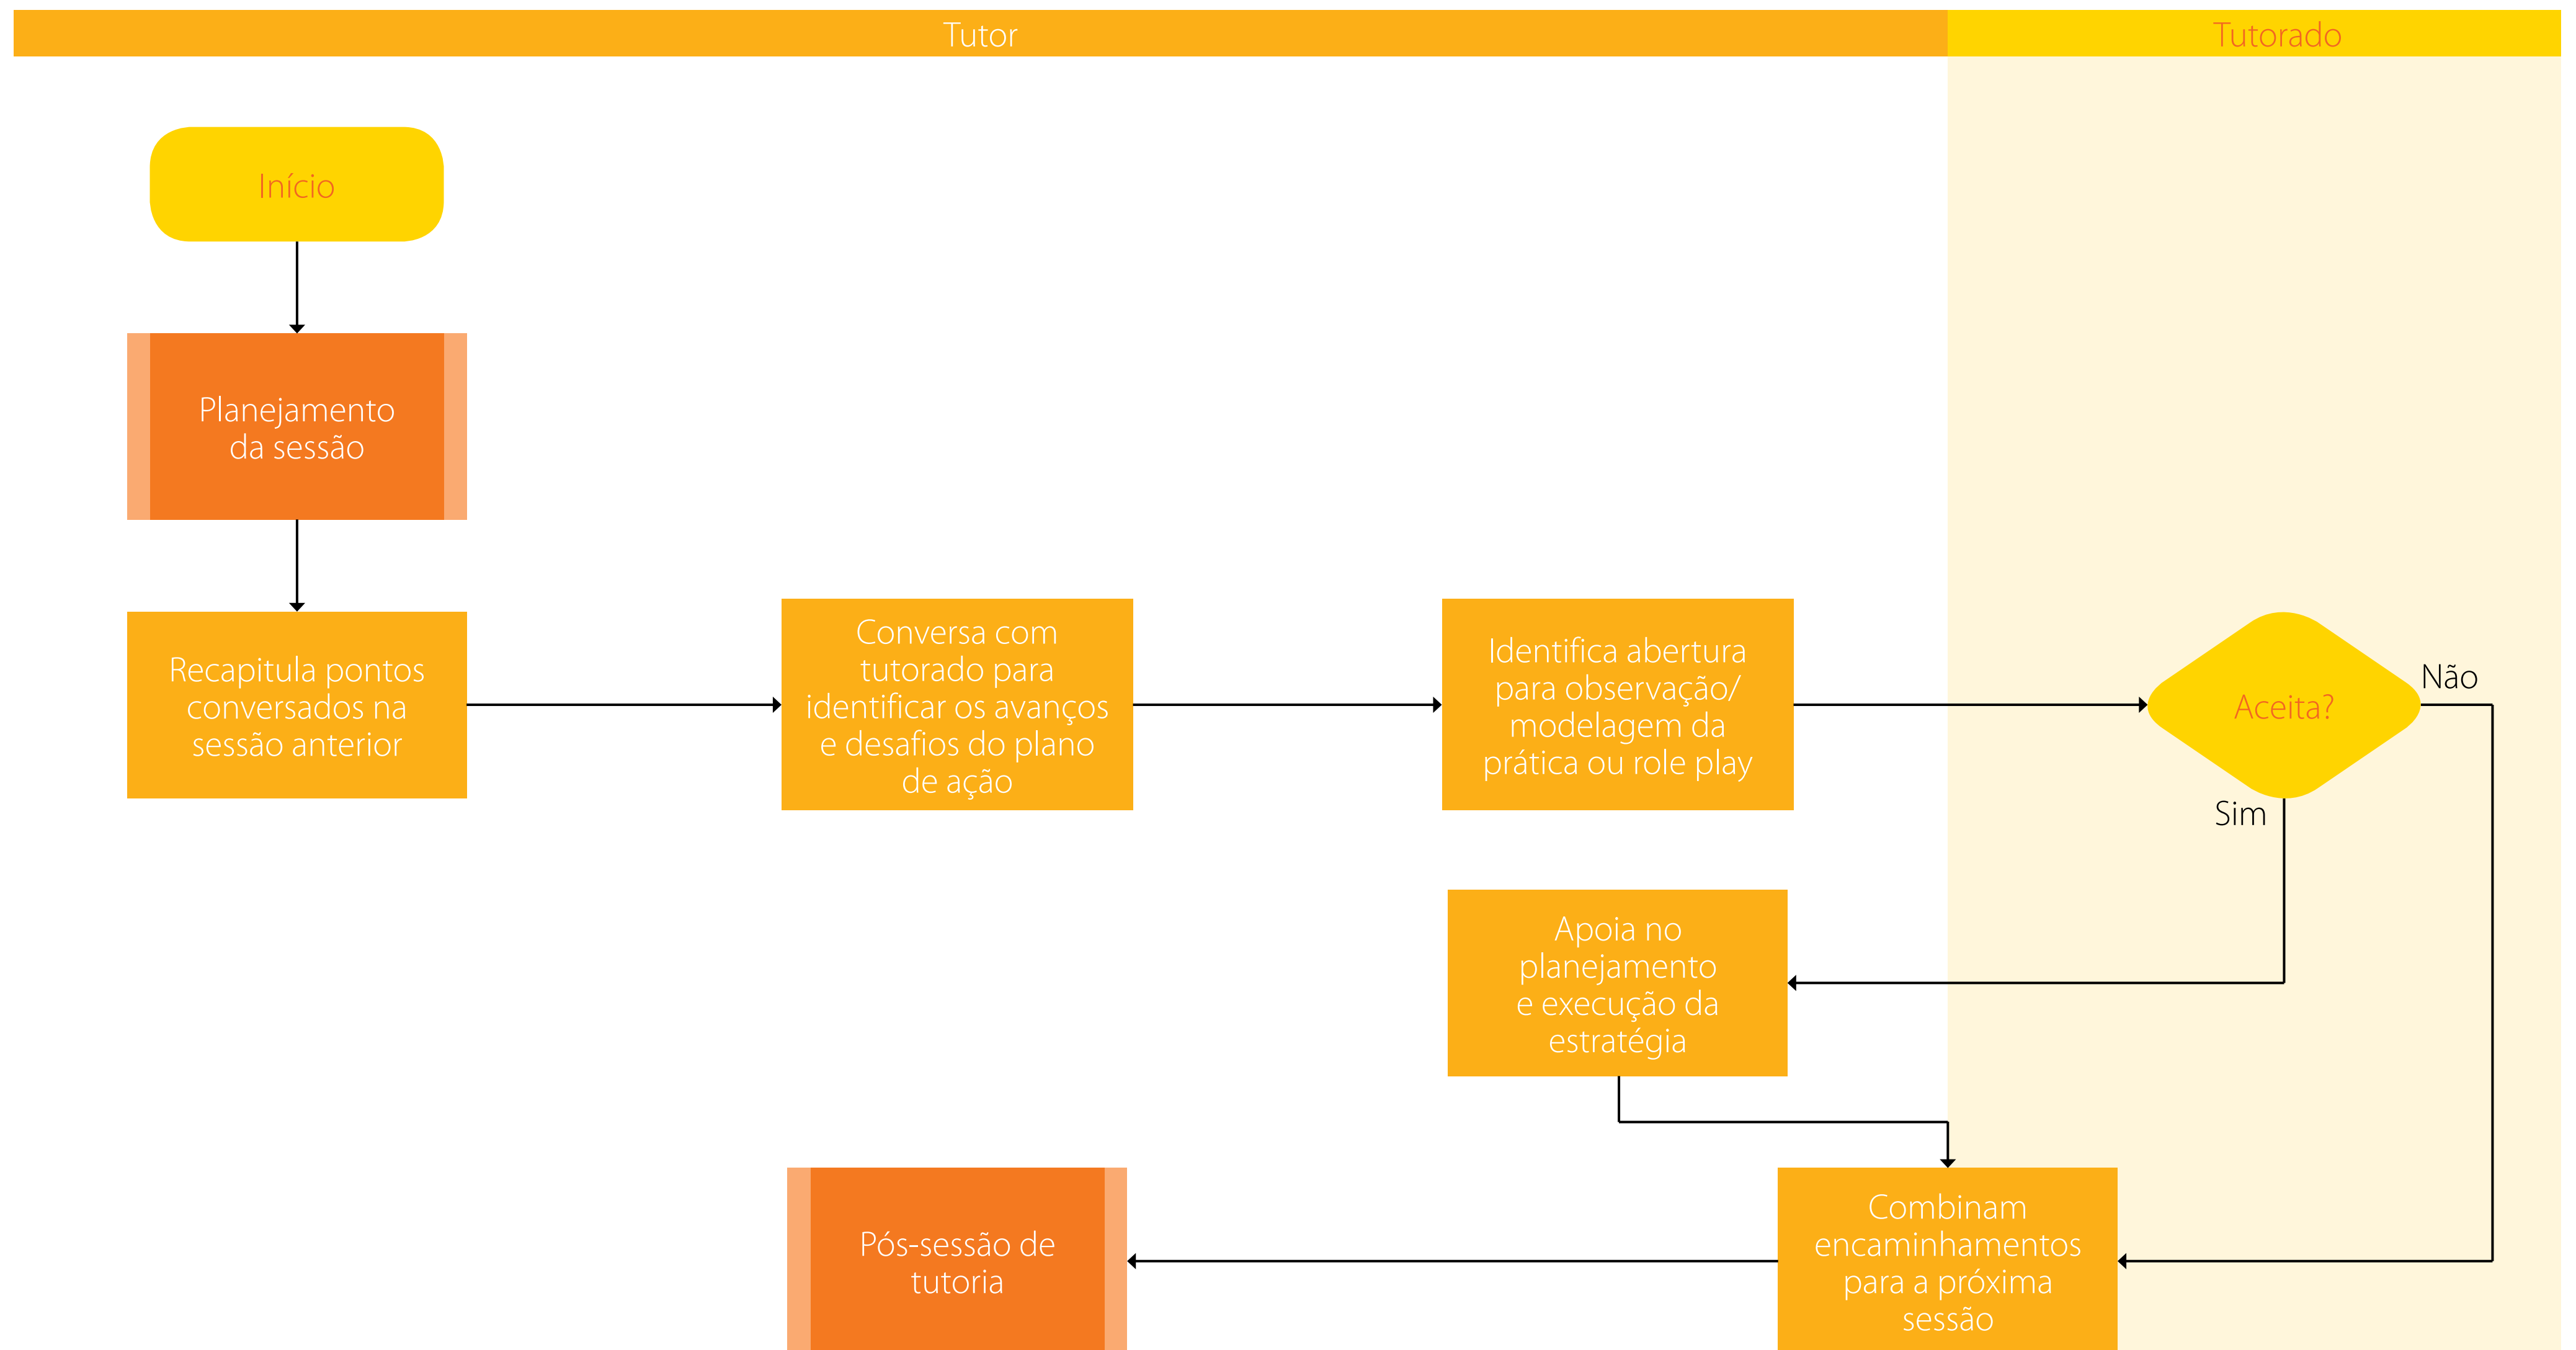 Tutor
Tutorado
Início
Planejamento
da sessão
Recapitula pontos
conversados na
sessão anterior
Conversa com
tutorado para
identificar os avanços
e desafios do plano
de ação
Identifica abertura
para observação/
modelagem da
prática ou role play
Aceita?
Não
Sim
Apoia no
planejamento
e execução da
estratégia
Combinam
encaminhamentos
para a próxima
sessão
Pós-sessão de
tutoria